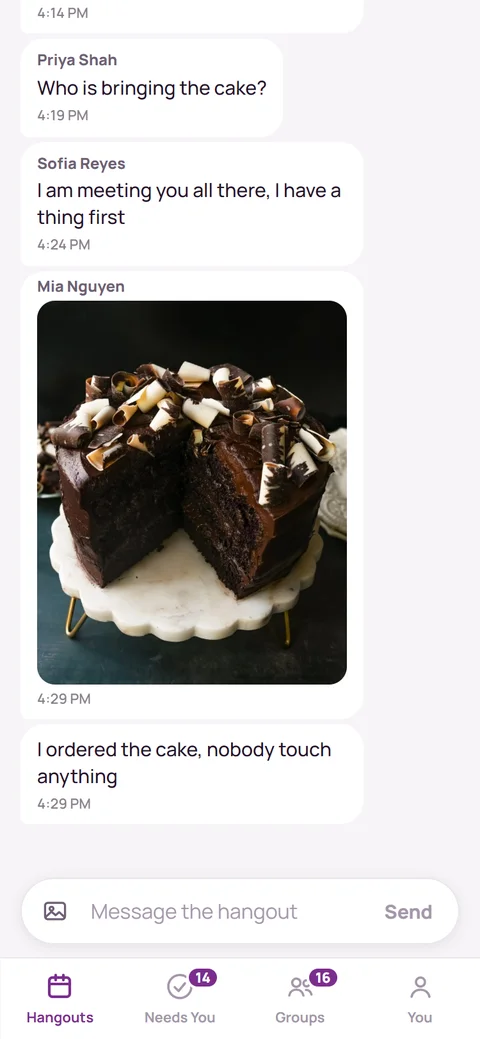 4:14 PM
Priya Shah
Who is bringing the cake?
4:19 PM
Sofia Reyes
I am meeting you all there, I have a
thing first
4:24 PM
Mia Nguyen
4:29 PM
I ordered the cake, nobody touch
anything
4:29 PM
Message the hangout
Send
14
16
Hangouts
Needs You
Groups
You